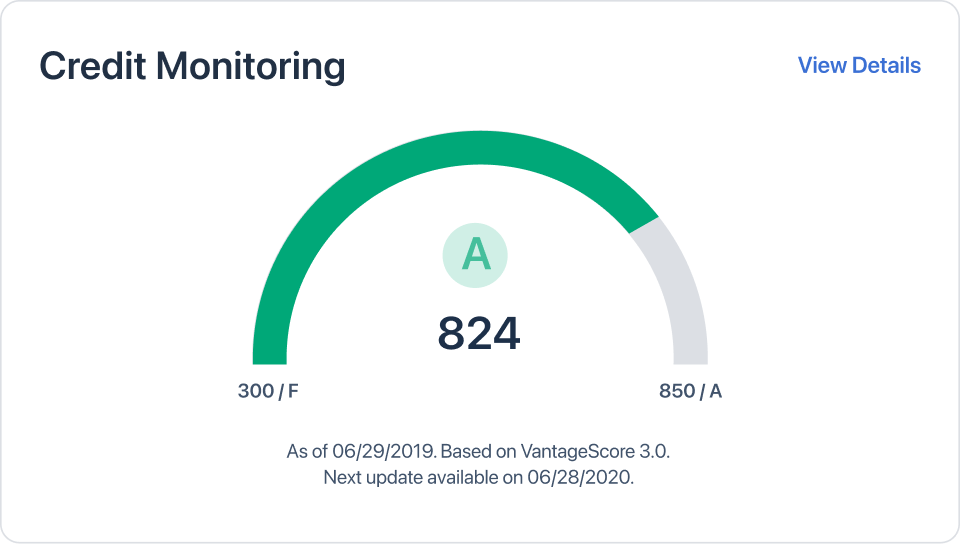 Credit Monitoring
View Details
A
824
300 / F
850 / A
As of 06/29/2019. Based on VantageScore 3.0.
Next update available on 06/28/2020.